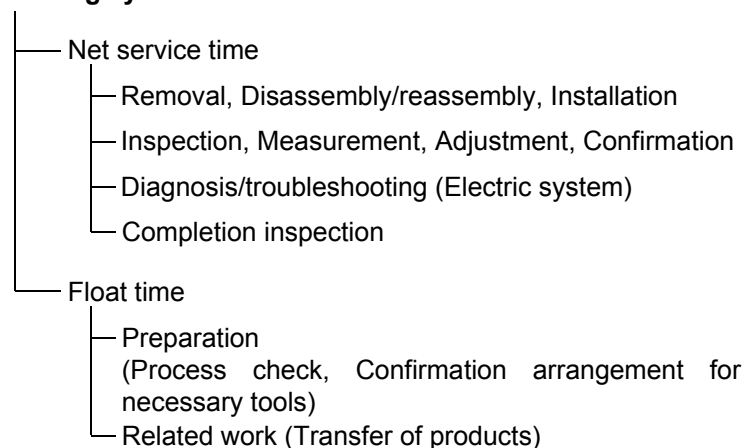 Net service time
Removal, Disassembly/reassembly, Installation
Inspection, Measurement, Adjustment, Confirmation
Diagnosis/troubleshooting (Electric system)
Completion inspection
Float time
Preparation
(Process check, Confirmation arrangement for
necessary tools)
Related work (Transfer of products)